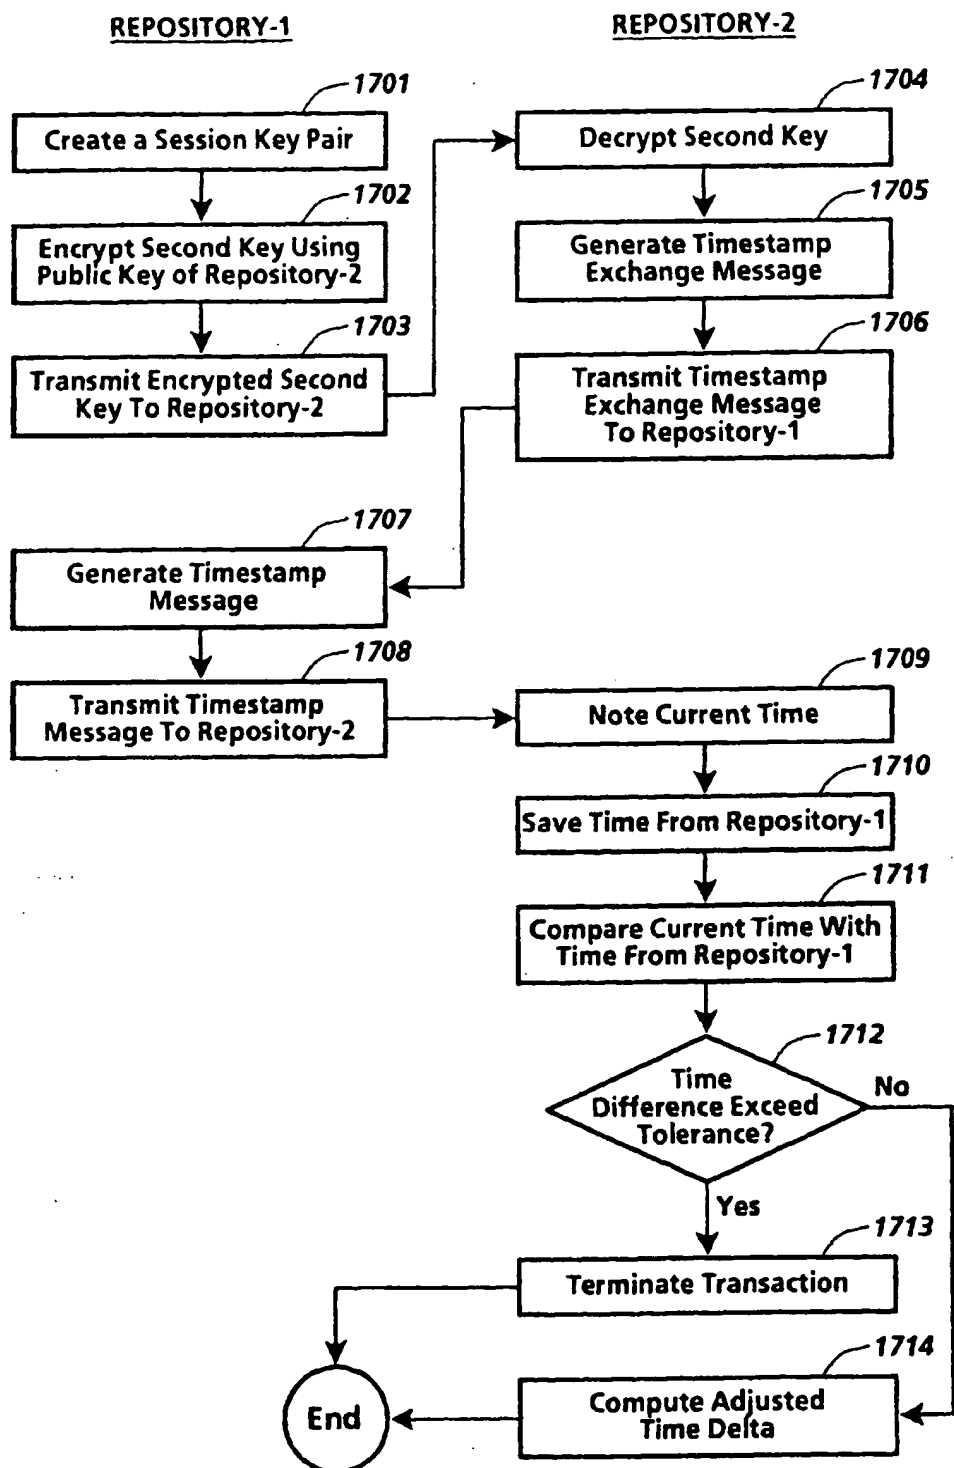 REPOSITORY-1
REPOSITORY-2
1701
Create a Session Key Pair
1702
Encrypt Second Key Using
Public Key of Repository-2
1703
Transmit Encrypted Second
Key To Repository-2
1704
Decrypt Second Key
1705
Generate Timestamp
Exchange Message
1706
Transmit Timestamp
Exchange Message
To Repository-1
1707
Generate Timestamp
Message
1708
Transmit Timestamp
Message To Repository-2
1709
Note Current Time
1710
Save Time From Repository-1
1711
Compare Current Time With
Time From Repository-1
1712
Time
Difference Exceed
Tolerance?
No
Yes
1713
Terminate Transaction
1714
Compute Adjusted
Time Delta
End